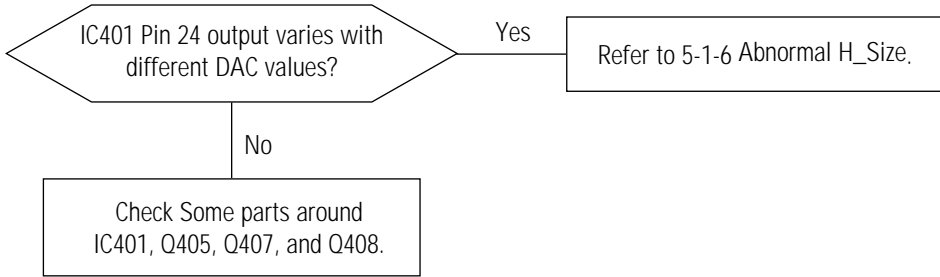 IC401 Pin 24 output varies with
different DAC values?
Yes
Refer to 5-1-6 Abnormal H_Size.
No
Check Some parts around
IC401, Q405, Q407, and Q408.